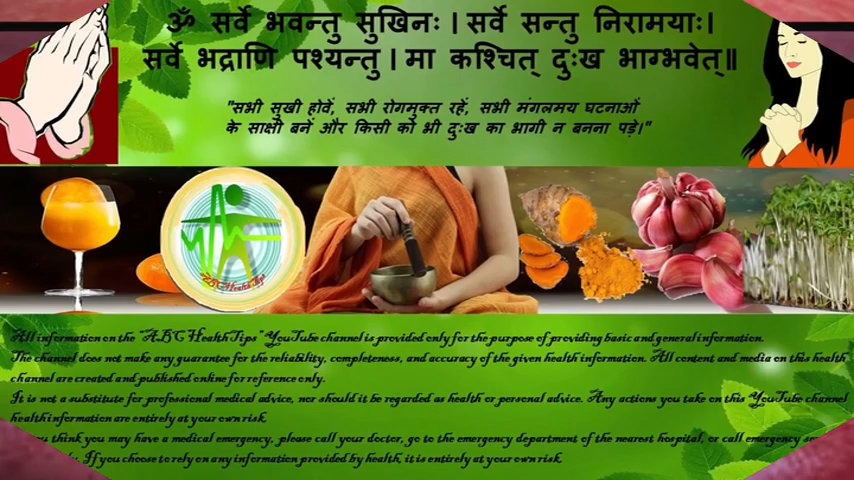 ॐ सर्वे भवन्तु सुखिनः । सर्वे सन्तु निरामयाः।
सर्वे भद्राणि पश्यन्तु । मा कश्चित् दुःख भाग्भवेत्॥
"सभी सुखी होवें, सभी रोगमुक्त रहें, सभी मंगलमय घटनाओं
के साक्षी बनें और किसी को भी दुःख का भागी न बनना पड़े।"
ABC Health Tips
All information on the "ABC Health Tips" YouTube channel is provided only for the purpose of providing basic and general information.
The channel does not make any guarantee for the reliability, completeness, and accuracy of the given health information. All content and media on this health
channel are created and published online for reference only.
It is not a substitute for professional medical advice, nor should it be regarded as health or personal advice. Any actions you take on this YouTube channel
health information are entirely at your own risk.
you think you may have a medical emergency, please call your doctor, go to the emergency department of the nearest hospital, or call emergency
If you choose to rely on any information provided by health, it is entirely at your own risk.